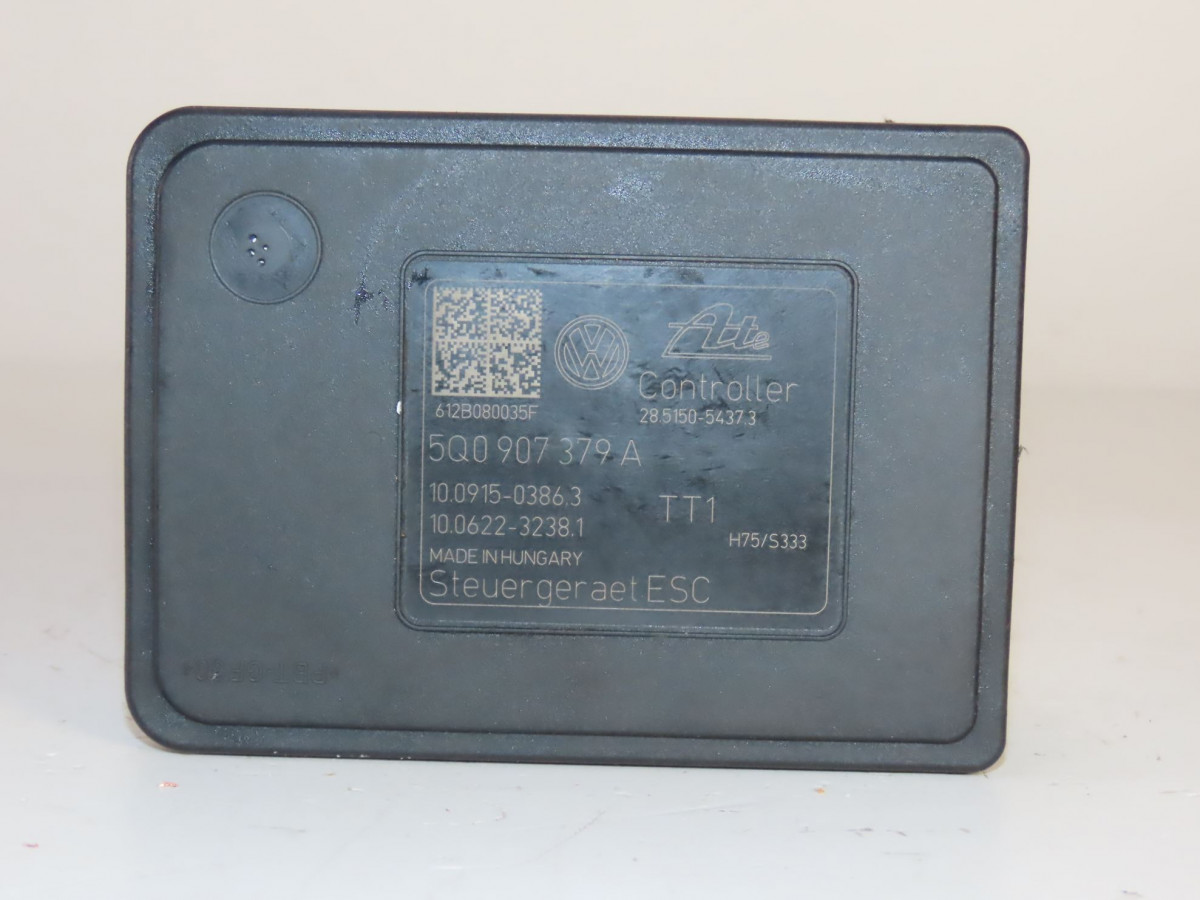 612B080035F
Ate
Controller
28.5150-5437.3
5Q0 907 379 A
10.0915-0386.3
10.0622-3238.1
TT1
H75/S333
MADE IN HUNGARY
Steuergeraet ESC